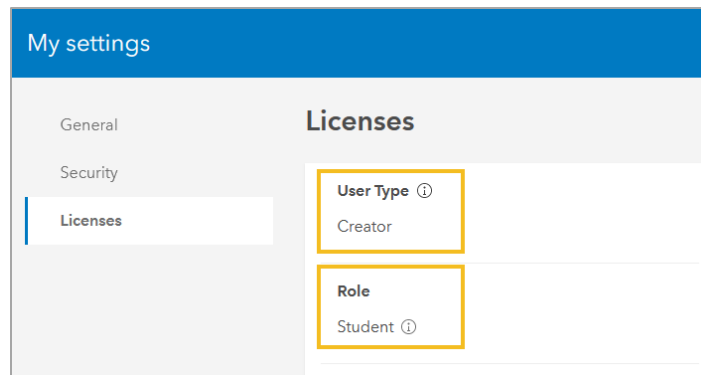 My settings
General
Security
Licenses
Licenses
User Type
Creator
Role
Student